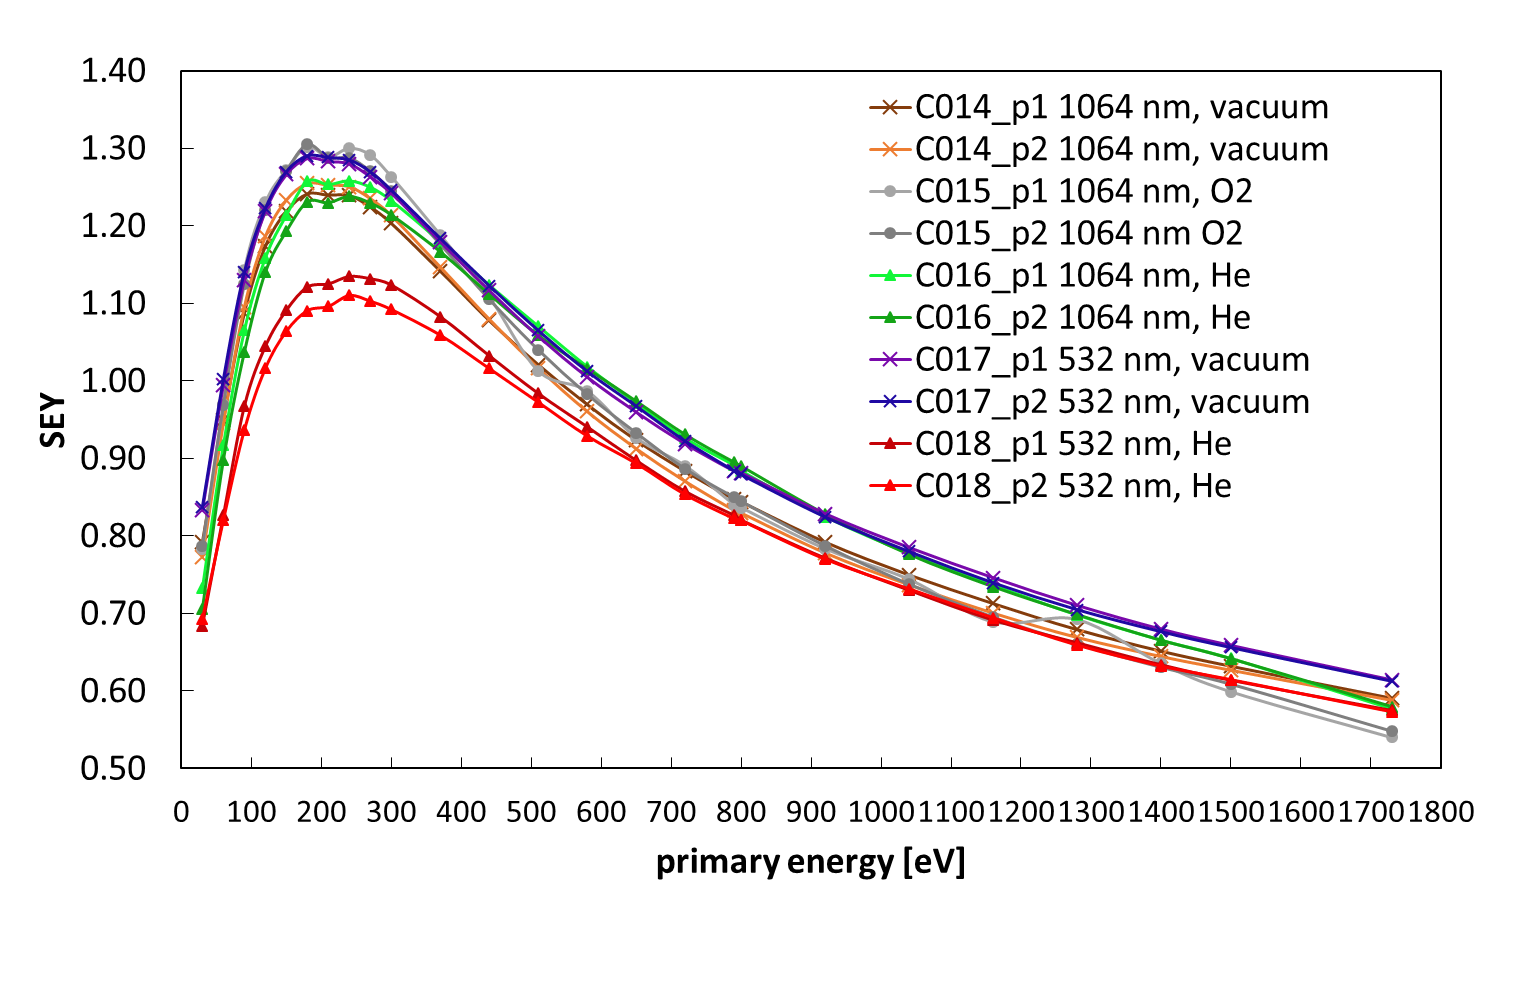 1.40
1.30
1.20
1.10
1.00
0.90
0.80
0.70
0.60
0.50
SEY
C014_p1 1064 nm, vacuum
C014_p2 1064 nm, vacuum
C015_p1 1064 nm, O2
C015_p2 1064 nm O2
C016_p1 1064 nm, He
C016_p2 1064 nm, He
C017_p1 532 nm, vacuum
C017_p2 532 nm, vacuum
C018_p1 532 nm, He
C018_p2 532 nm, He
0 100 200 300 400 500 600 700 800 900 1000 1100 1200 1300 1400 1500 1600 1700 1800
primary energy [eV]